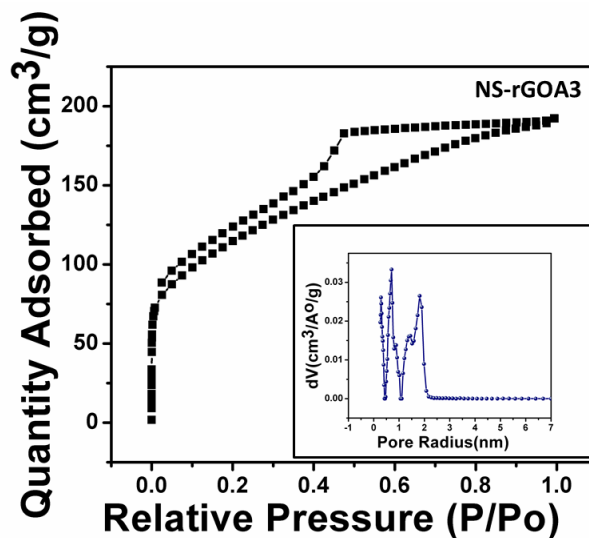 NS-rGOA3
Quantity Adsorbed (cm³/g)
200
150
100
50
0
0.0 0.2 0.4 0.6 0.8 1.0
Relative Pressure (P/Po)
dV(cm³/Aº/g)
0.03
0.02
0.01
0.00
-1 0 1 2 3 4 5 6 7
Pore Radius(nm)